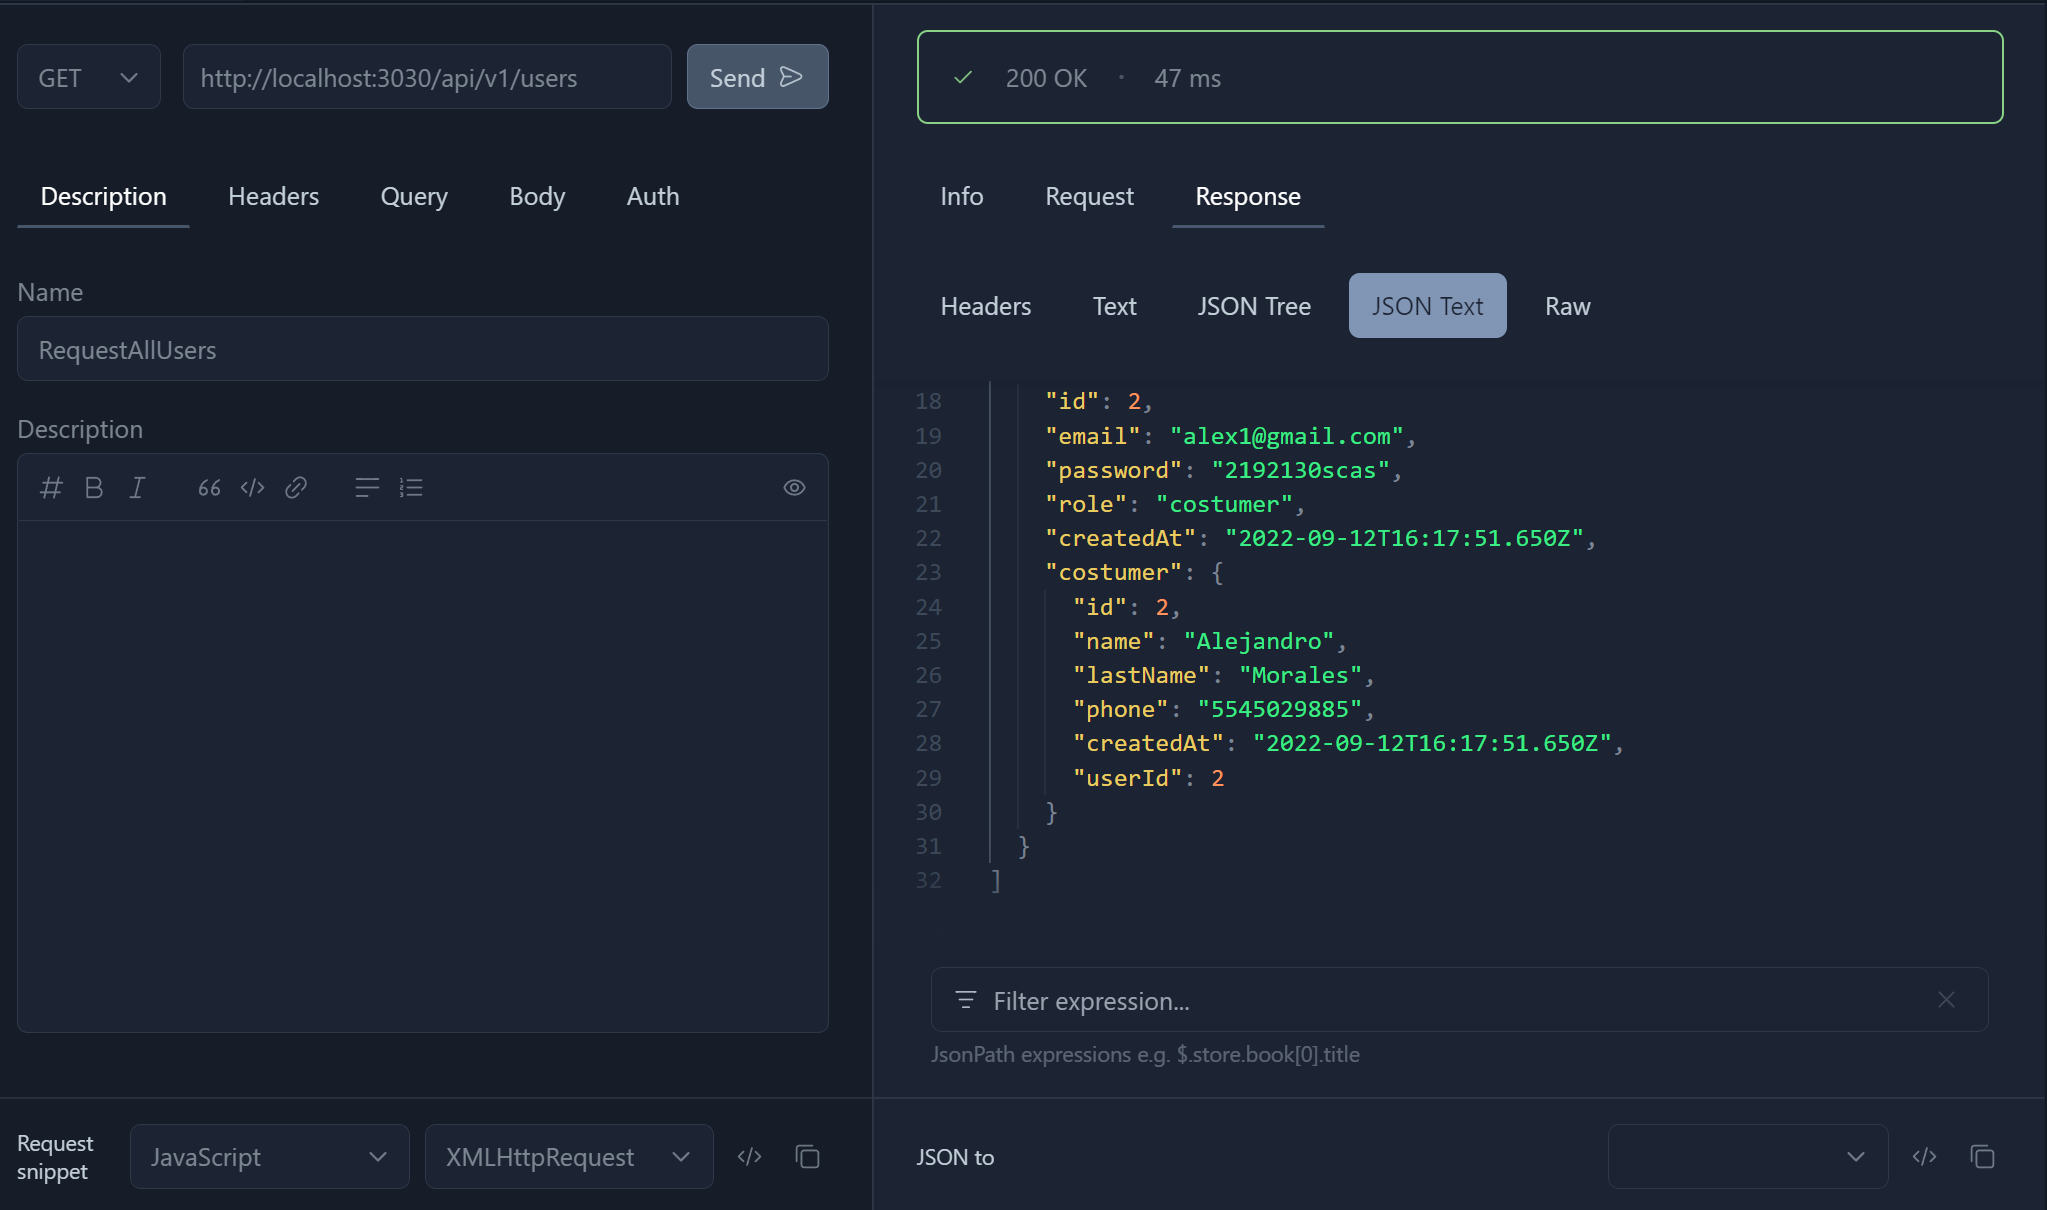 GET
http://localhost:3030/api/v1/users
Send
Description Headers Query Body Auth
Name
RequestAllUsers
Description
Request
snippet
JavaScript
XMLHttpRequest
200 OK · 47 ms
Info Request Response
Headers Text JSON Tree JSON Text Raw
18 "id": 2,
19 "email": "alex1@gmail.com",
20 "password": "2192130scas",
21 "role": "costumer",
22 "createdAt": "2022-09-12T16:17:51.650Z",
23 "costumer": {
24 "id": 2,
25 "name": "Alejandro",
26 "lastName": "Morales",
27 "phone": "5545029885",
28 "createdAt": "2022-09-12T16:17:51.650Z",
29 "userId": 2
30 }
31 }
32 ]
Filter expression...
JsonPath expressions e.g. $.store.book[0].title
JSON to